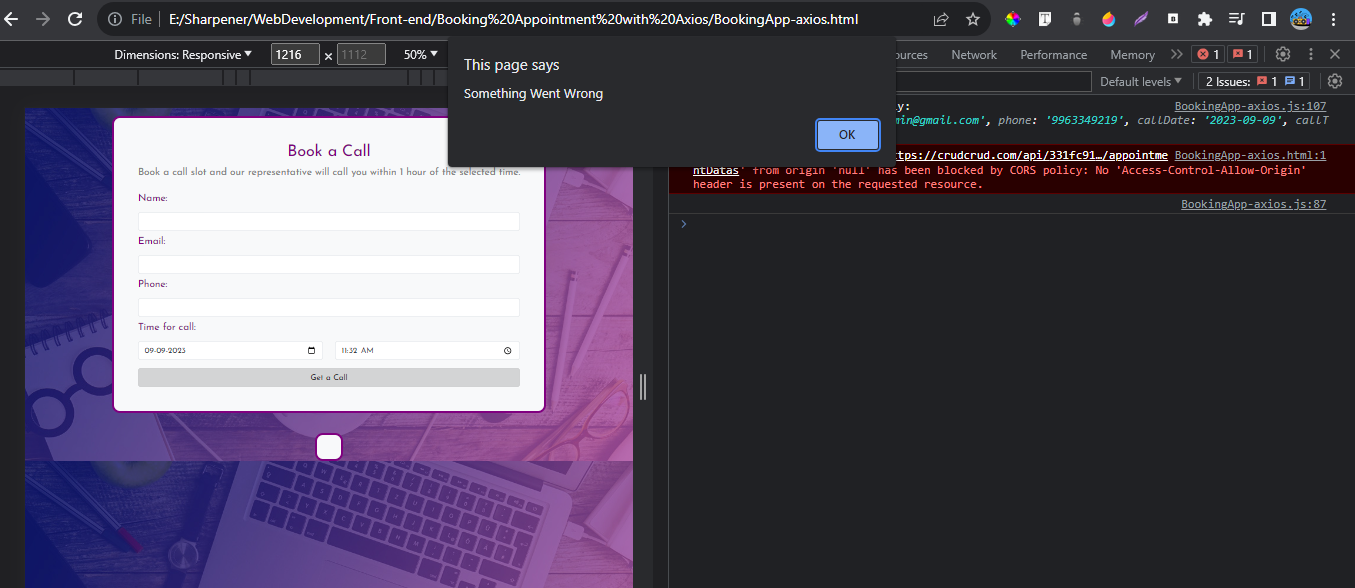 File E:/Sharpener/WebDevelopment/Front-end/Booking%20Appointment%20with%20Axios/BookingApp-axios.html
Dimensions: Responsive 1216 x 1112 50%
ources Network Performance Memory 1 1
Default levels 2 Issues: 1 1
This page says
Something Went Wrong
OK
y: BookingApp-axios.js:107
min@gmail.com', phone: '9963349219', callDate: '2023-09-09', callT
ttps://crudcrud.com/api/331fc91…/appointme BookingApp-axios.html:1
ntDatas' from origin 'null' has been blocked by CORS policy: No 'Access-Control-Allow-Origin'
header is present on the requested resource.
BookingApp-axios.js:87
Book a Call
Book a call slot and our representative will call you within 1 hour of the selected time.
Name:
Email:
Phone:
Time for call:
09-09-2023 11:32 AM
Get a Call